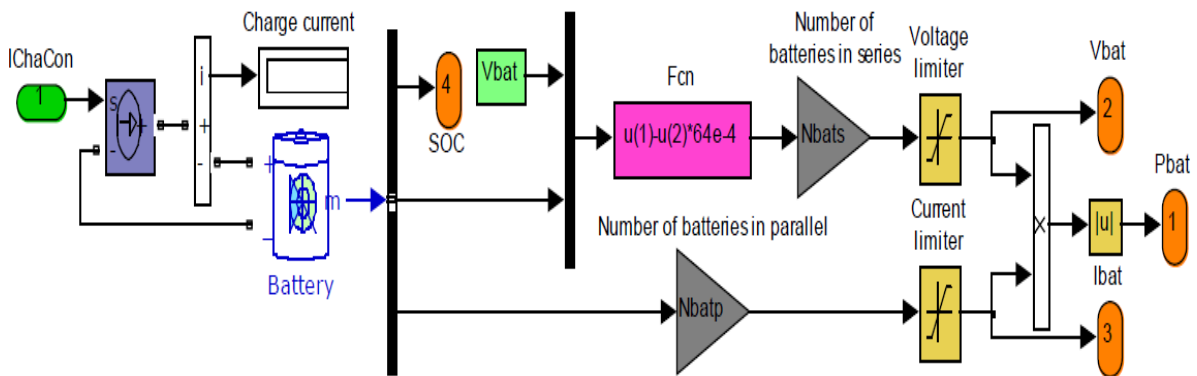 IChaCon
1
s
+
-
i
+
-
Charge current
+
m
−
Battery
4
SOC
Vbat
Fcn
u(1)-u(2)*64e-4
Number of
batteries in series
Nbats
Number of batteries in parallel
Nbatp
Voltage
limiter
Current
limiter
X
Vbat
2
|u|
Pbat
1
Ibat
3